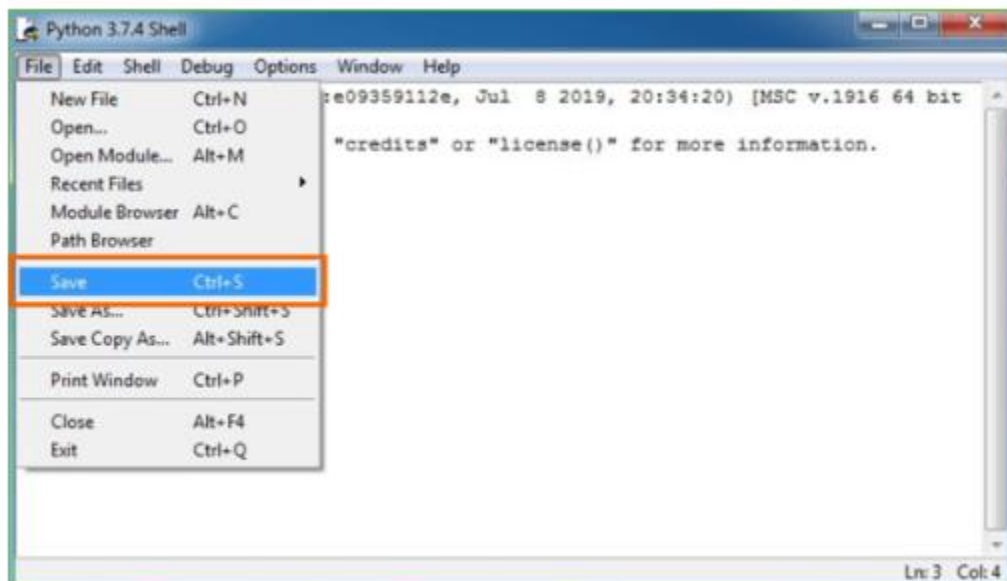 Python 3.7.4 Shell
File Edit Shell Debug Options Window Help
New File Ctrl+N
:e09359112e, Jul 8 2019, 20:34:20) [MSC v.1916 64 bit
Open... Ctrl+O
"credits" or "license()" for more information.
Open Module... Alt+M
Recent Files
Module Browser Alt+C
Path Browser
Save Ctrl+S
Save As... Ctrl+Shift+S
Save Copy As... Alt+Shift+S
Print Window Ctrl+P
Close Alt+F4
Exit Ctrl+Q
Ln: 3 Col: 4